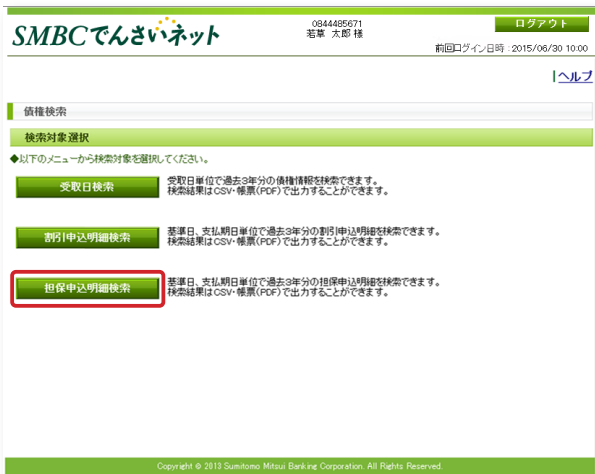 SMBCでんさいネット
0844485671
若草 太郎 様
ログアウト
前回ログイン日時 : 2015/06/30 10:00
ヘルプ
債権検索
検索対象選択
◆以下のメニューから検索対象を選択してください。
受取日検索
受取日単位で過去3年分の債権情報を検索できます。
検索結果はCSV・帳票(PDF)で出力することができます。
割引申込明細検索
基準日、支払期日単位で過去3年分の割引申込明細を検索できます。
検索結果はCSV・帳票(PDF)で出力することができます。
担保申込明細検索
基準日、支払期日単位で過去3年分の担保申込明細を検索できます。
検索結果はCSV・帳票(PDF)で出力することができます。
Copyright © 2013 Sumitomo Mitsui Banking Corporation. All Rights Reserved.